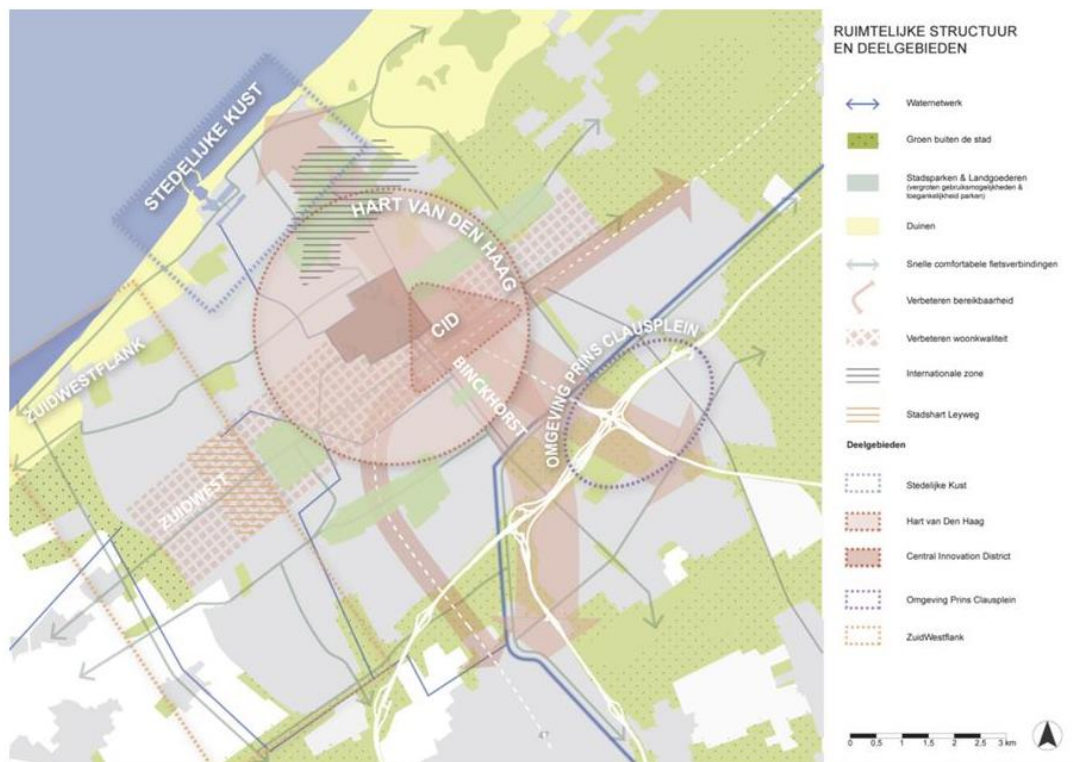 RUIMTELIJKE STRUCTUUR
EN DEELGEBIEDEN
Waternetwerk
Groen buiten de stad
Stadsparken & Landgoederen
(vergroten gebruiksmogelijkheden &
toegankelijkheid parken)
Duinen
Snelle comfortabele fietsverbindingen
Verbeteren bereikbaarheid
Verbeteren woonkwaliteit
Internationale zone
Stadshart Leyweg
Deelgebieden
Stedelijke Kust
Hart van Den Haag
Central Innovation District
Omgeving Prins Clausplein
ZuidWestflank
0 0,5 1 1,5 2 2,5 3 km
STEDELIJKE KUST
HART VAN DEN HAAG
CID
BINCKHORST
OMGEVING PRINS CLAUSPLEIN
ZUIDWESTFLANK
ZUIDWEST